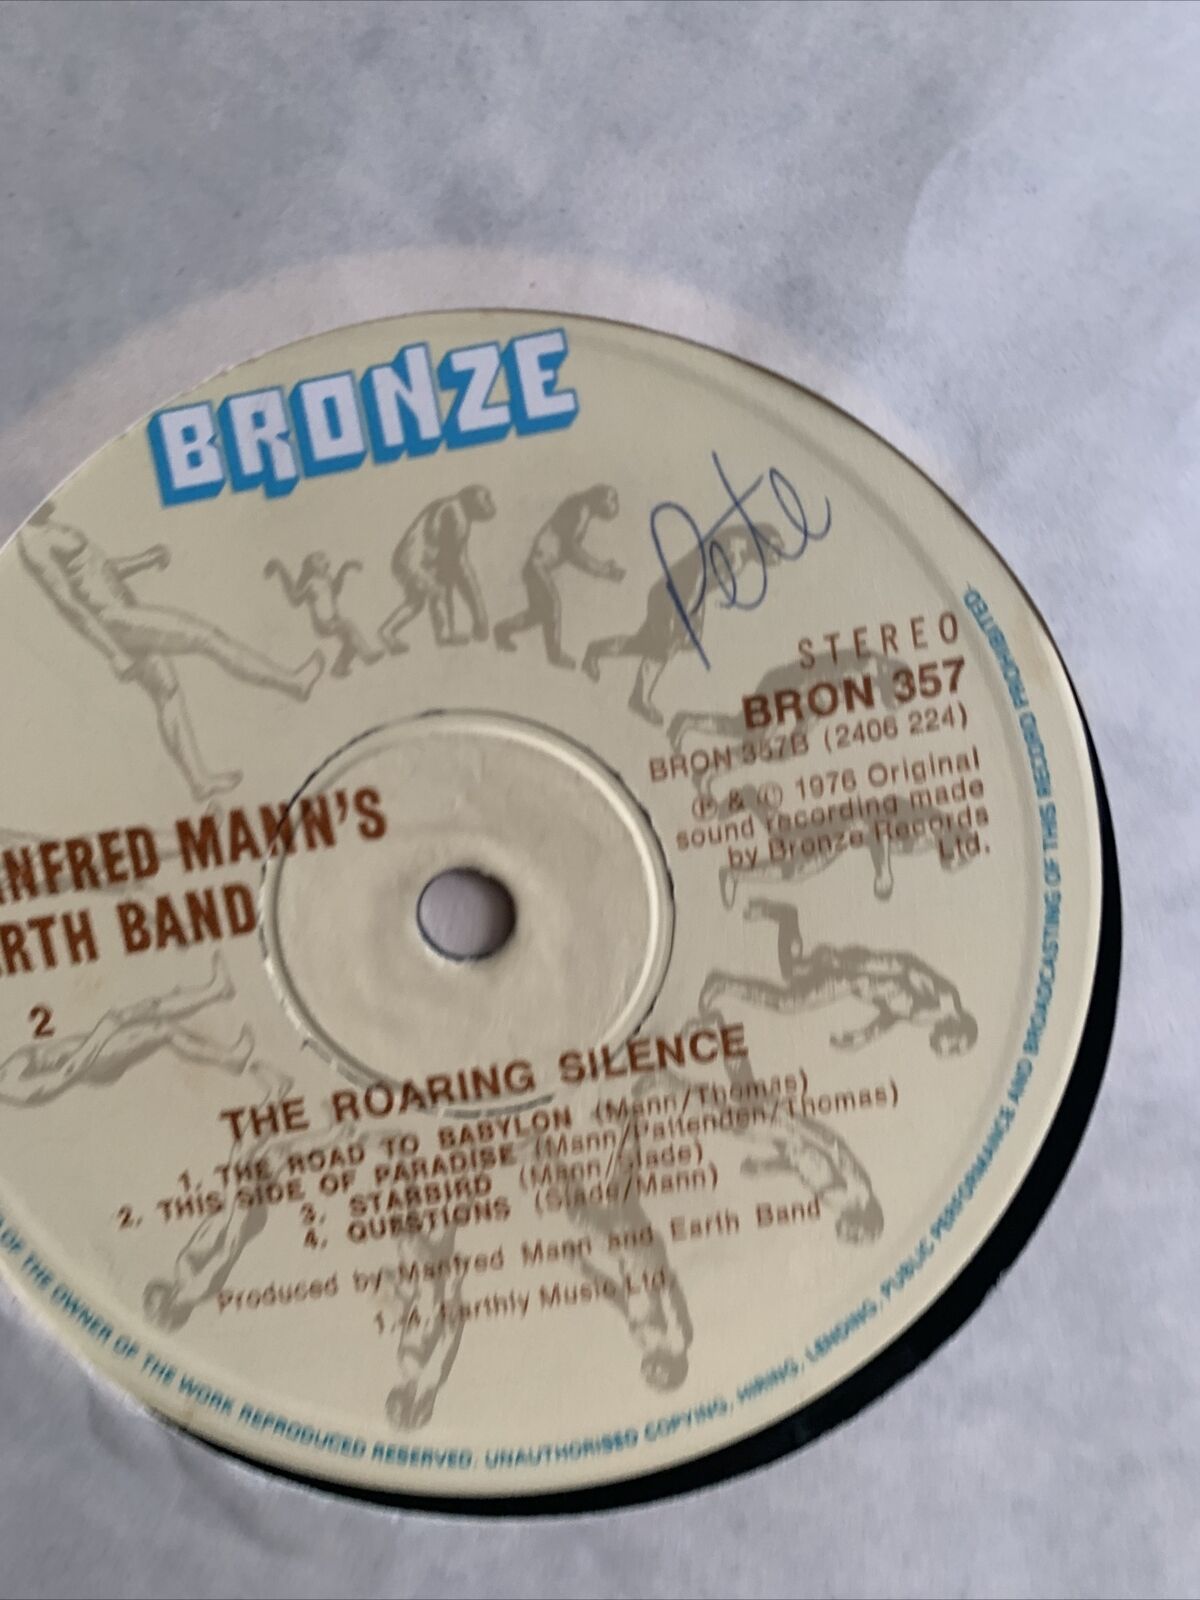 BRONZE
Pete
STEREO
BRON 357
BRON 357B (2406 224)
Ⓟ & © 1976 Original
sound recording made
by Bronze Records
Ltd.
NFRED MANN'S
RTH BAND
2
THE ROARING SILENCE
1. THE ROAD TO BABYLON (Mann/Thomas)
2. THIS SIDE OF PARADISE (Mann/Pattenden/Thomas)
3. STARBIRD (Mann/Slade)
4. QUESTIONS (Slade/Mann)
Produced by Manfred Mann and Earth Band
1.-4. Earthly Music Ltd.
OF THE OWNER OF THE WORK REPRODUCED RESERVED. UNAUTHORISED COPYING, HIRING, LENDING, PUBLIC PERFORMANCE AND BROADCASTING OF THIS RECORD PROHIBITED-